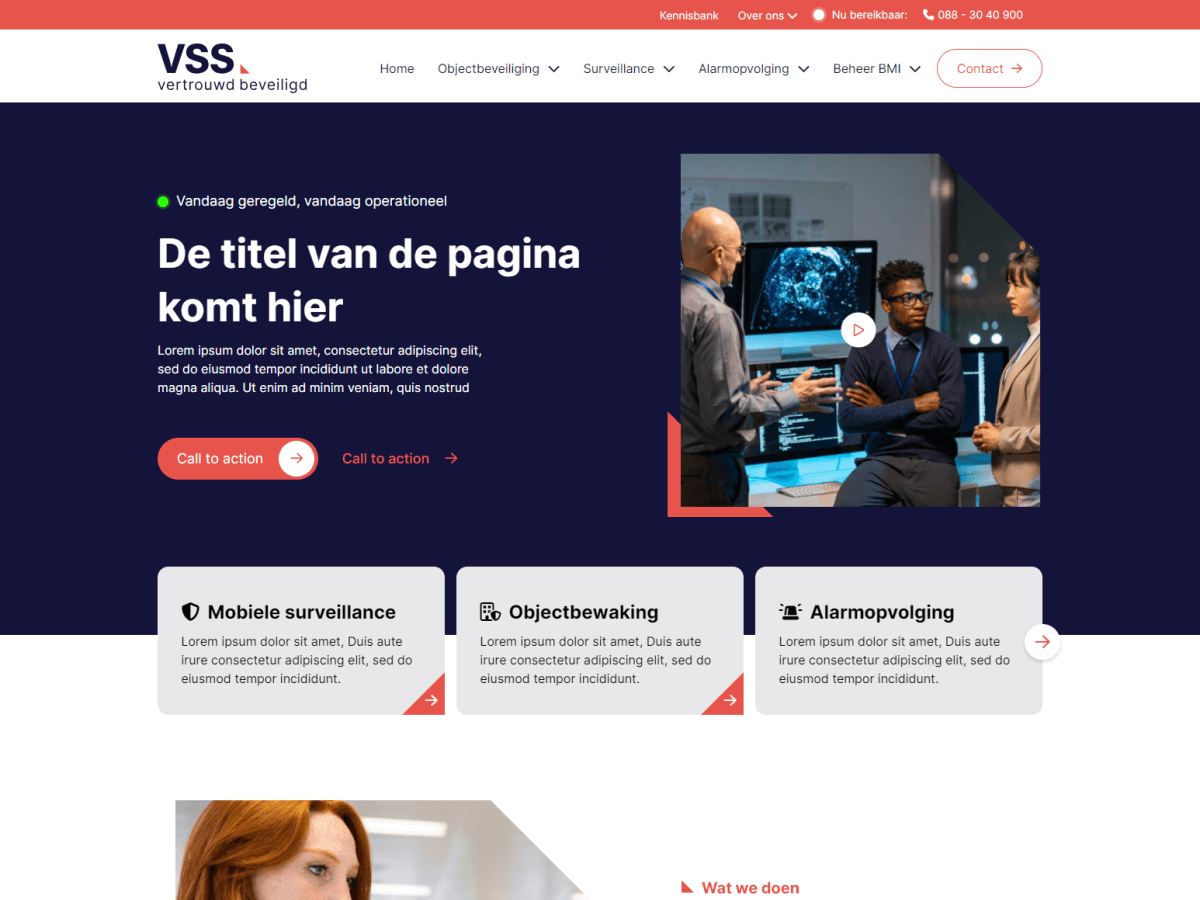 Kennisbank Over ons Nu bereikbaar: 088 - 30 40 900
VSS
vertrouwd beveiligd
Home Objectbeveiliging Surveillance Alarmopvolging Beheer BMI Contact
Vandaag geregeld, vandaag operationeel
De titel van de pagina
komt hier
Lorem ipsum dolor sit amet, consectetur adipiscing elit,
sed do eiusmod tempor incididunt ut labore et dolore
magna aliqua. Ut enim ad minim veniam, quis nostrud
Call to action Call to action
Mobiele surveillance
Lorem ipsum dolor sit amet, Duis aute
irure consectetur adipiscing elit, sed do
eiusmod tempor incididunt.
Objectbewaking
Lorem ipsum dolor sit amet, Duis aute
irure consectetur adipiscing elit, sed do
eiusmod tempor incididunt.
Alarmopvolging
Lorem ipsum dolor sit amet, Duis aute
irure consectetur adipiscing elit, sed do
eiusmod tempor incididunt.
Wat we doen